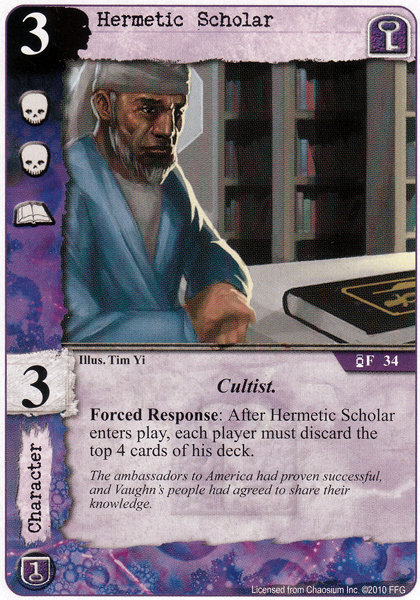 3
Hermetic Scholar
Illus. Tim Yi
F 34
3
Cultist.
Forced Response: After Hermetic Scholar
enters play, each player must discard the
top 4 cards of his deck.
The ambassadors to America had proven successful,
and Vaughn's people had agreed to share their
knowledge.
Character
1
Licensed from Chaosium Inc. ©2010 FFG